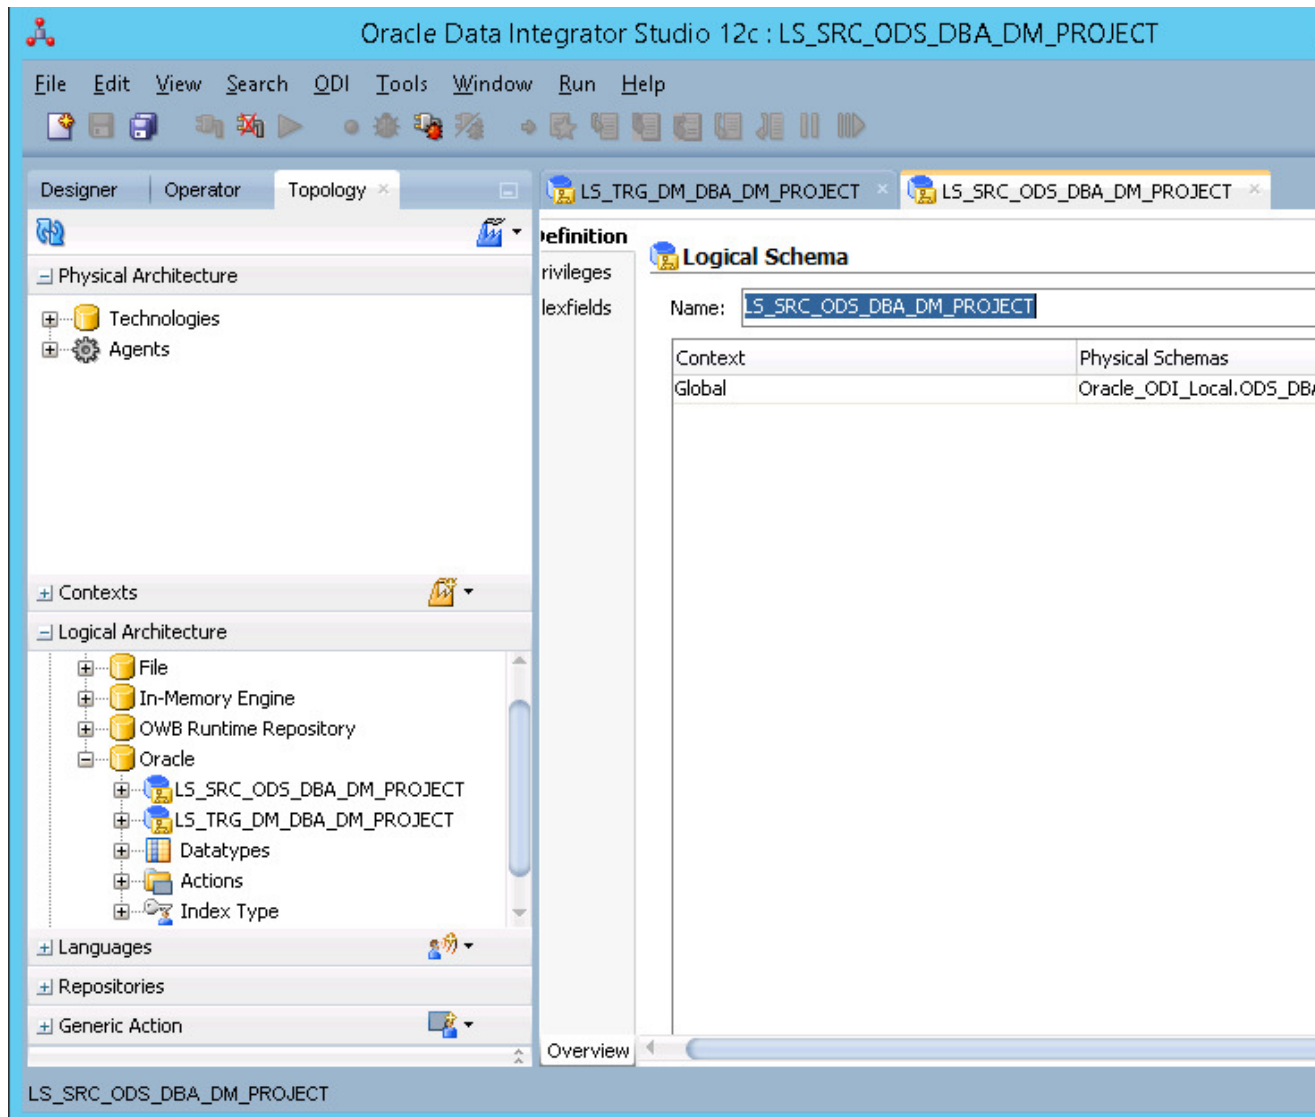 Oracle Data Integrator Studio 12c : LS_SRC_ODS_DBA_DM_PROJECT
File Edit View Search ODI Tools Window Run Help
Designer Operator Topology
LS_TRG_DM_DBA_DM_PROJECT LS_SRC_ODS_DBA_DM_PROJECT
Physical Architecture
Technologies
Agents
Contexts
Logical Architecture
File
In-Memory Engine
OWB Runtime Repository
Oracle
LS_SRC_ODS_DBA_DM_PROJECT
LS_TRG_DM_DBA_DM_PROJECT
Datatypes
Actions
Index Type
Languages
Repositories
Generic Action
efinition
rivileges
lexfields
Logical Schema
Name: LS_SRC_ODS_DBA_DM_PROJECT
Context Physical Schemas
Global Oracle_ODI_Local.ODS_DBA
Overview
LS_SRC_ODS_DBA_DM_PROJECT